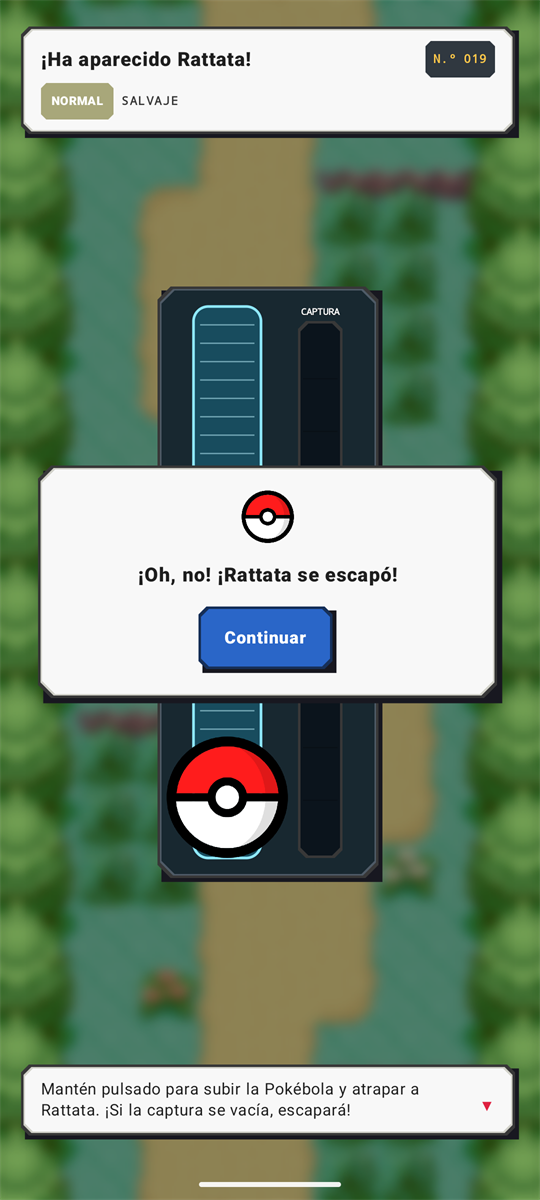 ¡Ha aparecido Rattata!
N.º 019
NORMAL SALVAJE
CAPTURA
¡Oh, no! ¡Rattata se escapó!
Continuar
Mantén pulsado para subir la Pokébola y atrapar a
Rattata. ¡Si la captura se vacía, escapará!